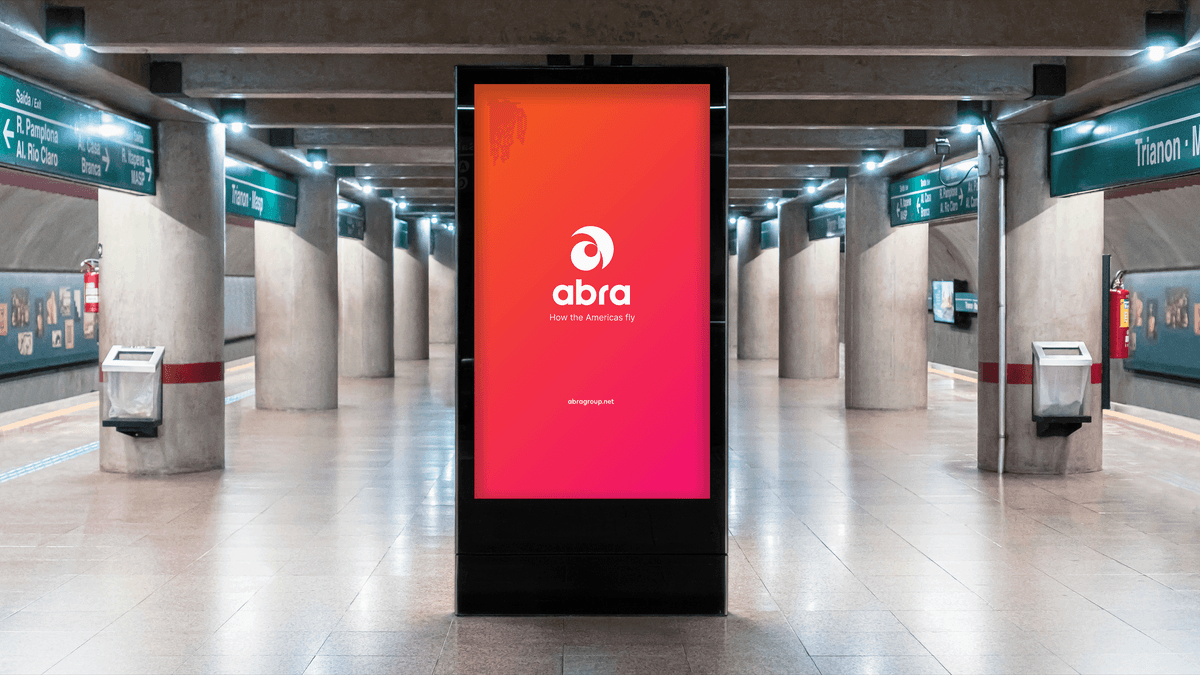 Saída / Exit
R. Pamplona
Al. Rio Claro
Al. Casa
Branca
R. Itapeva
MASP
Trianon - Masp
abra
How the Americas fly
abragroup.net
Trianon - M